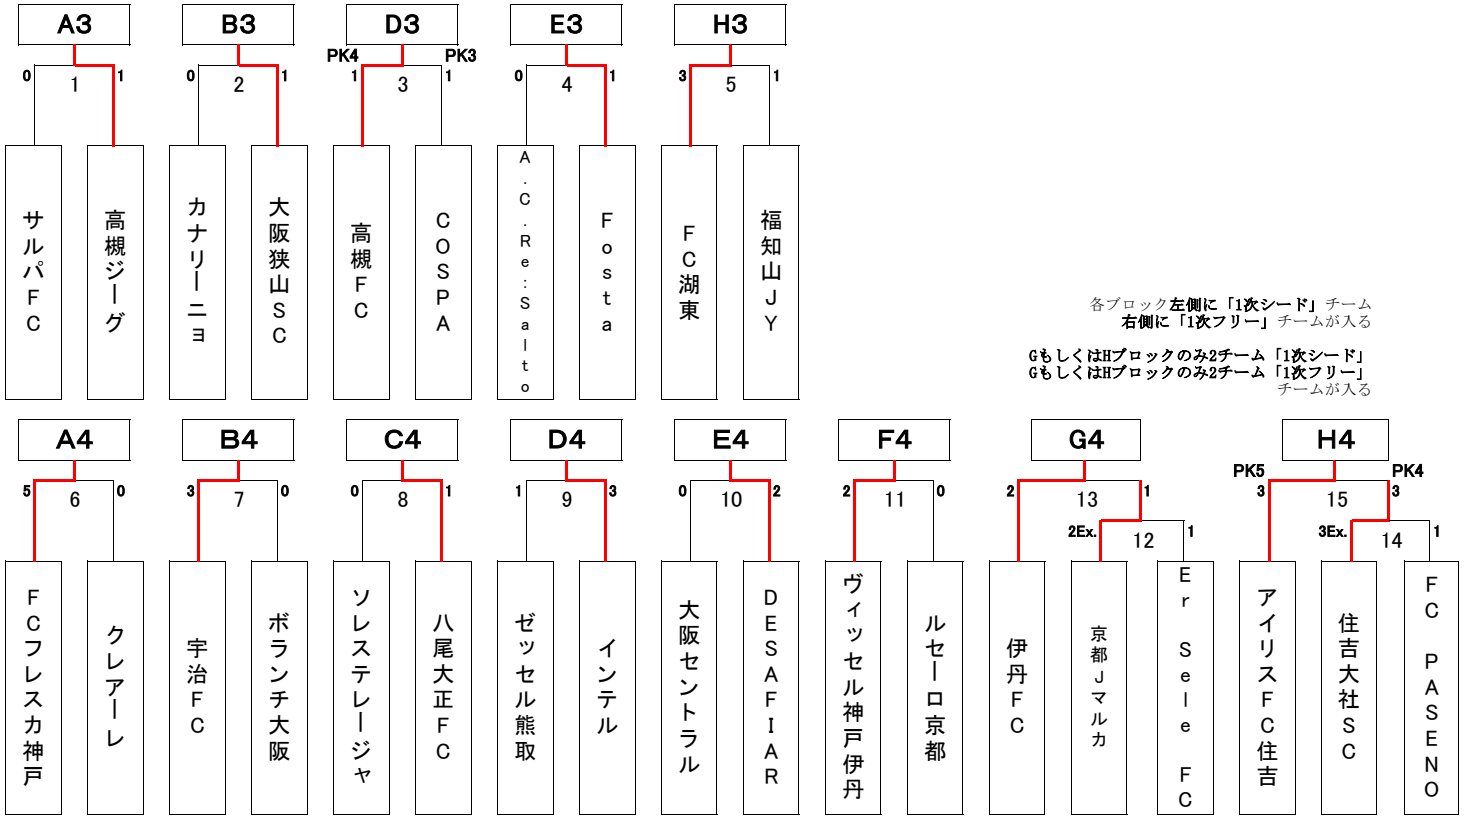 A3 B3 D3 E3 H3
PK4 PK3
0 1 0 1 1 1 0 1 3 1
1 2 3 4 5
サルパFC
高槻ジーグ
カナリーニョ
大阪狭山SC
高槻FC
COSPA
A.C.Re:Salto
Fosta
FC湖東
福知山JY
各ブロック左側に「1次シード」チーム
右側に「1次フリー」チームが入る
GもしくはHブロックのみ2チーム「1次シード」
GもしくはHブロックのみ2チーム「1次フリー」
チームが入る
A4 B4 C4 D4 E4 F4 G4 H4
PK5 PK4
5 0 3 0 0 1 1 3 0 2 2 0 2 1 3 3
6 7 8 9 10 11 13 15
2Ex. 1 3Ex. 1
12 14
FCフレスカ神戸
クレアーレ
宇治FC
ボランチ大阪
ソレステレージャ
八尾大正FC
ゼッセル熊取
インテル
大阪セントラル
DESAFIAR
ヴィッセル神戸伊丹
ルセーロ京都
伊丹FC
京都Jマルカ
Er Sele FC
アイリスFC住吉
住吉大社SC
FC PASENO